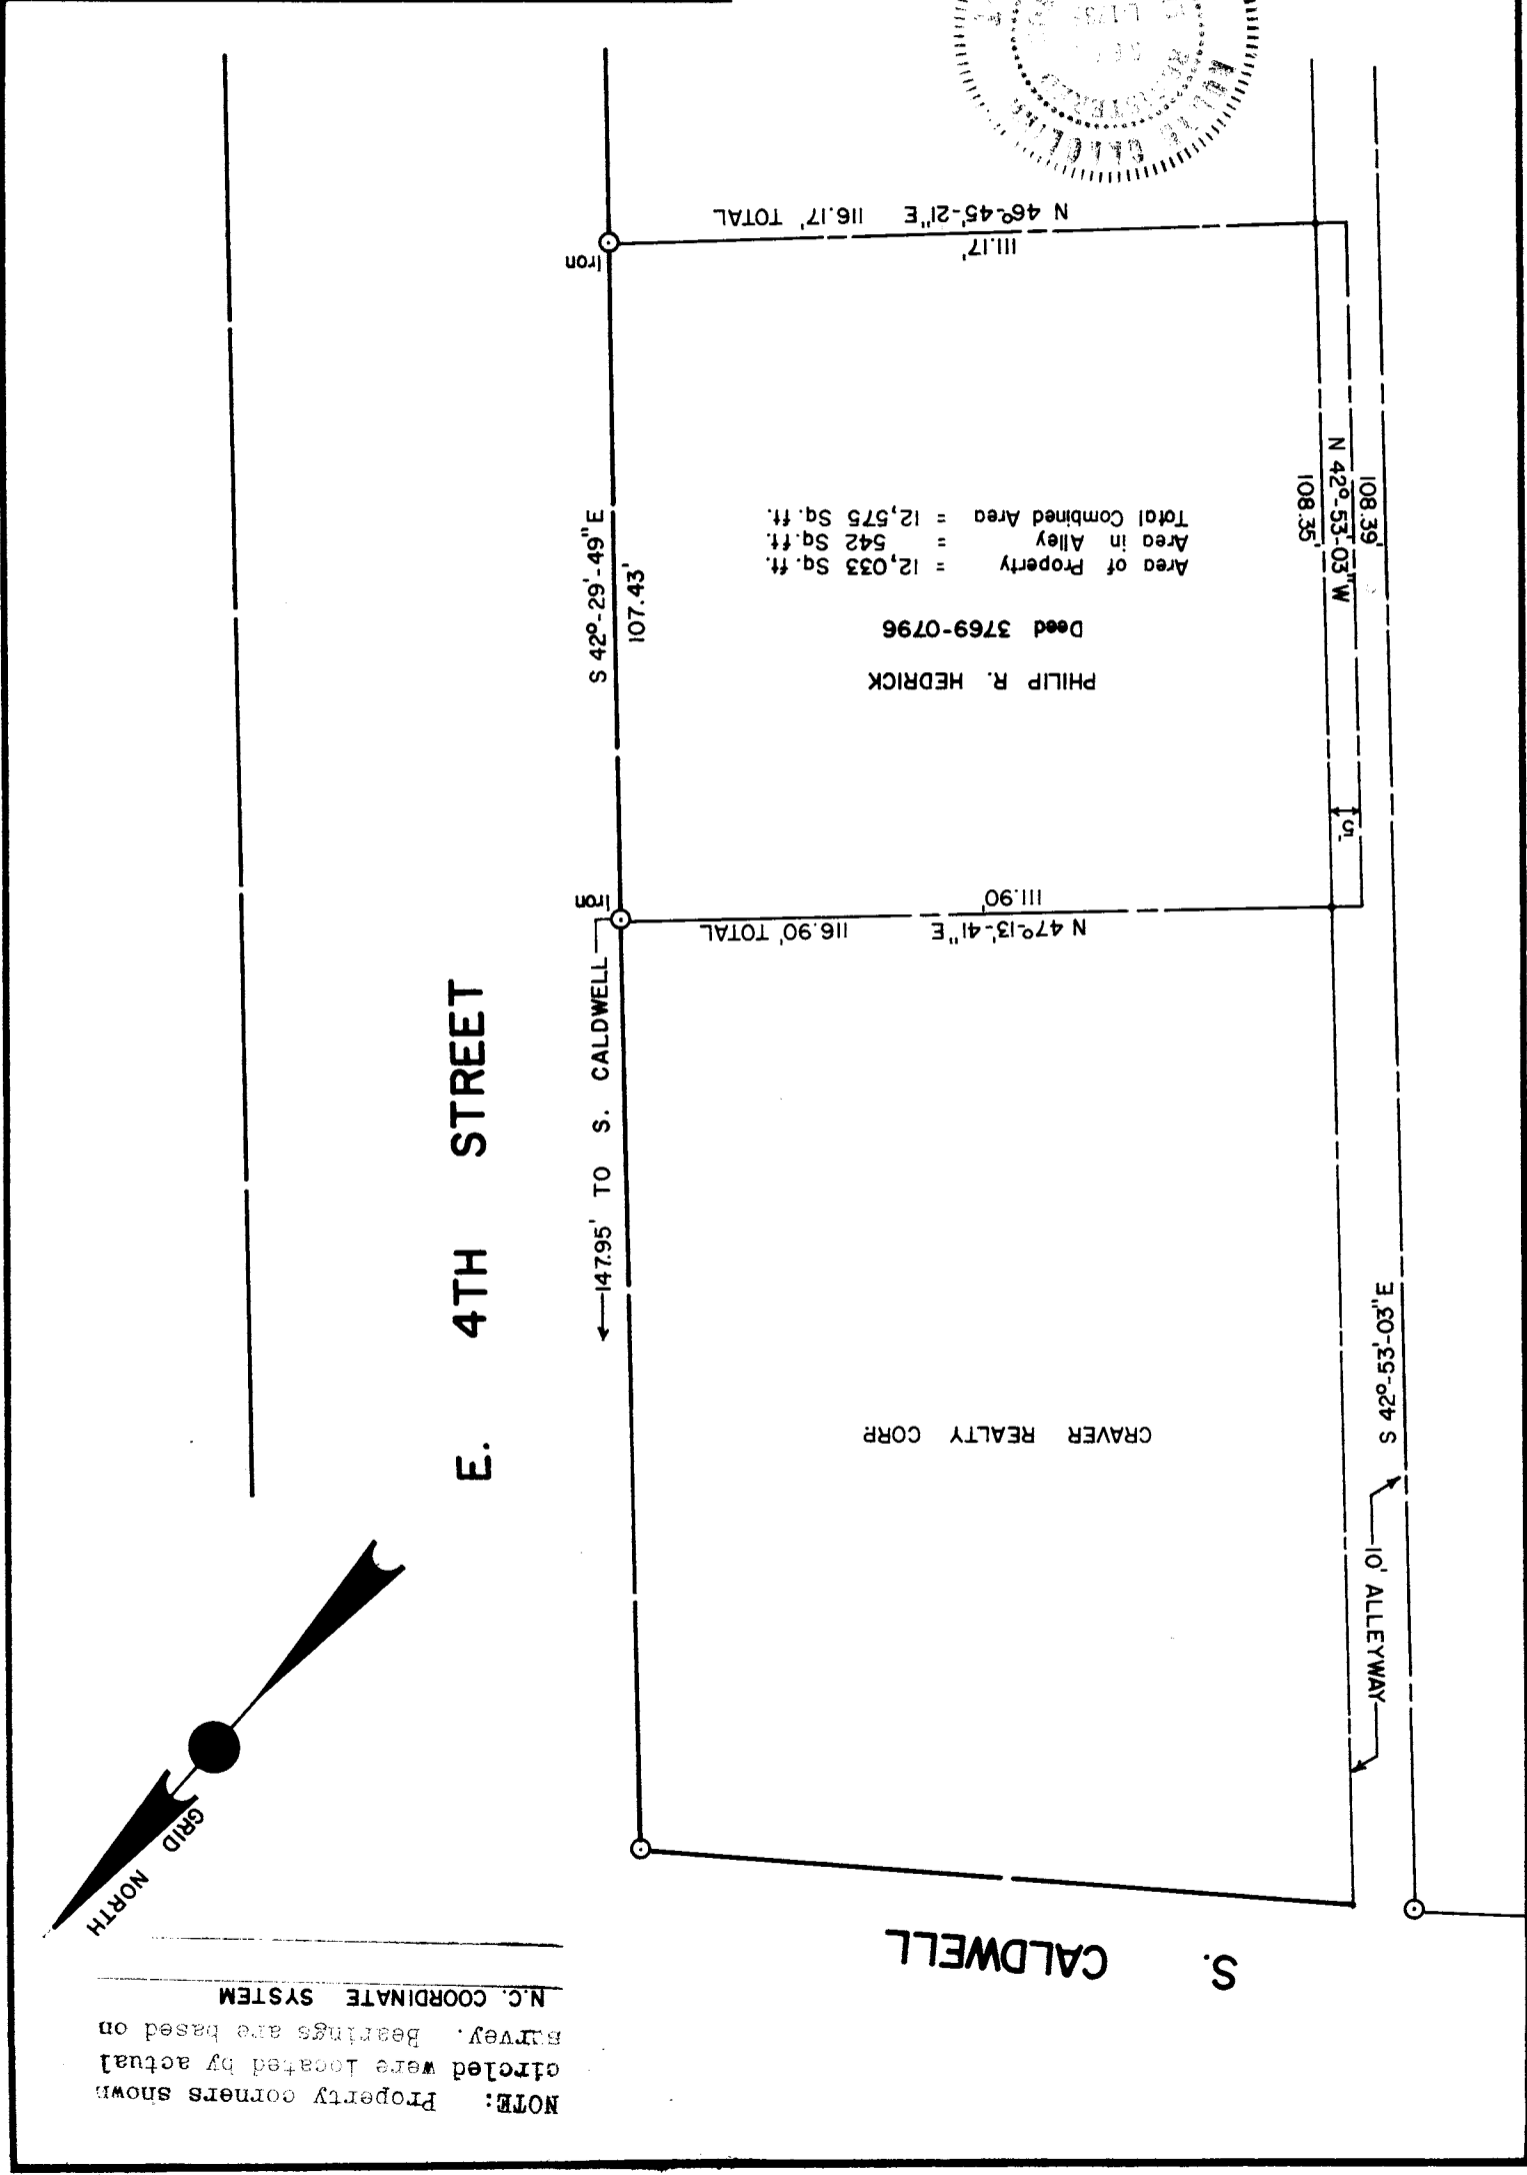 NOTE: Property corners shown
circled were located by actual
survey. Bearings are based on
N.C. COORDINATE SYSTEM
GRID NORTH
S. CALDWELL
E. 4TH STREET
CRAVER REALTY CORP.
10' ALLEYWAY
S 42°-53'-03"E
147.95' TO S. CALDWELL
N 47°-13'-41"E 116.90' TOTAL
111.90'
Iron
5'
PHILIP R. HEDRICK
Deed 3769-0796
Area of Property = 12,033 Sq. ft.
Area in Alley = 542 Sq. ft.
Total Combined Area = 12,575 Sq. ft.
S 42°-29'-49"E
107.43'
108.35'
N 42°-53'-03"W
108.39'
Iron
111.17'
N 46°-45'-21"E 116.17' TOTAL
REGISTERED